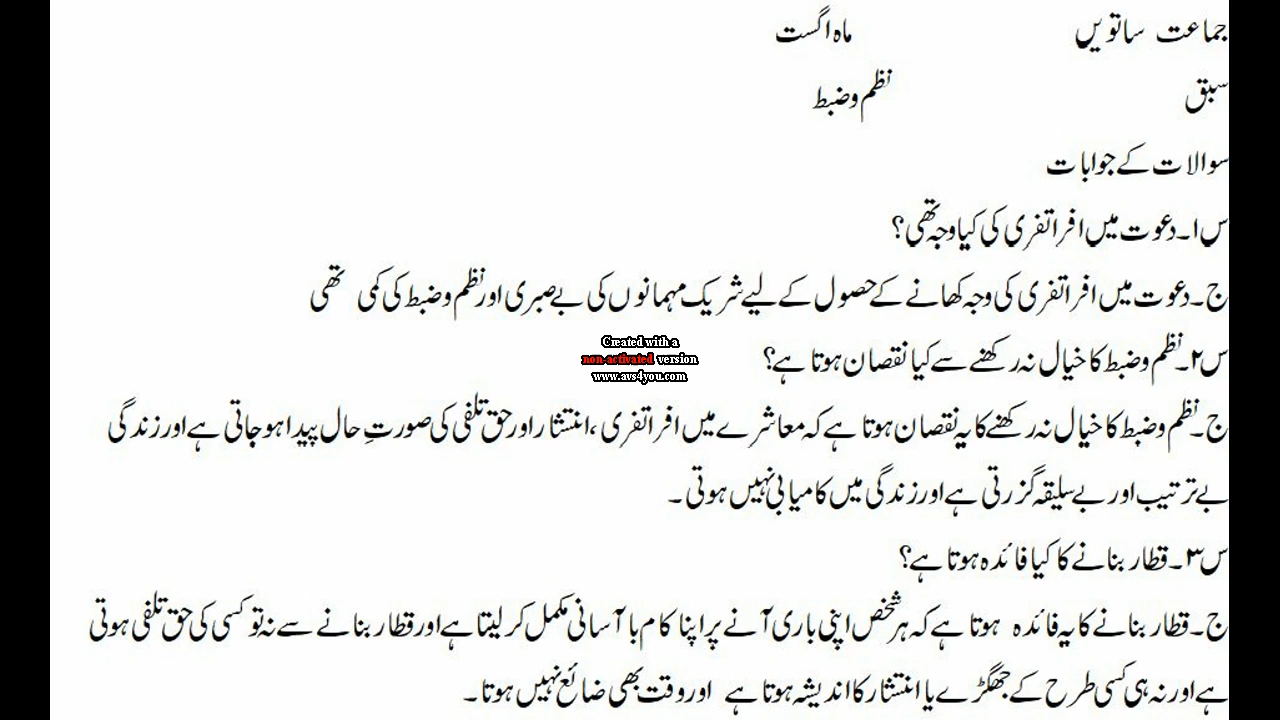 جماعت ساتویں ماہ اگست
سبق نظم و ضبط
سوالات کے جوابات
س۱۔ دعوت میں افراتفری کی کیا وجہ تھی؟
ج۔ دعوت میں افراتفری کی وجہ کھانے کے حصول کے لیے شریک مہمانوں کی بے صبری اور نظم و ضبط کی کمی تھی
Created with a
non-activated version
www.avs4you.com
س۲۔ نظم و ضبط کا خیال نہ رکھنے سے کیا نقصان ہوتا ہے؟
ج۔ نظم و ضبط کا خیال نہ رکھنے کا یہ نقصان ہوتا ہے کہ معاشرے میں افراتفری ، انتشار اور حق تلفی کی صورتِ حال پیدا ہو جاتی ہے اور زندگی
بے ترتیب اور بے سلیقہ گزرتی ہے اور زندگی میں کامیابی نہیں ہوتی ۔
س۳۔ قطار بنانے کا کیا فائدہ ہوتا ہے؟
ج۔ قطار بنانے کا یہ فائدہ ہوتا ہے کہ ہر شخص اپنی باری آنے پر اپنا کام بآسانی مکمل کر لیتا ہے اور قطار بنانے سے نہ تو کسی کی حق تلفی ہوتی
ہے اور نہ ہی کسی طرح کے جھگڑے یا انتشار کا اندیشہ ہوتا ہے اور وقت بھی ضائع نہیں ہوتا ۔